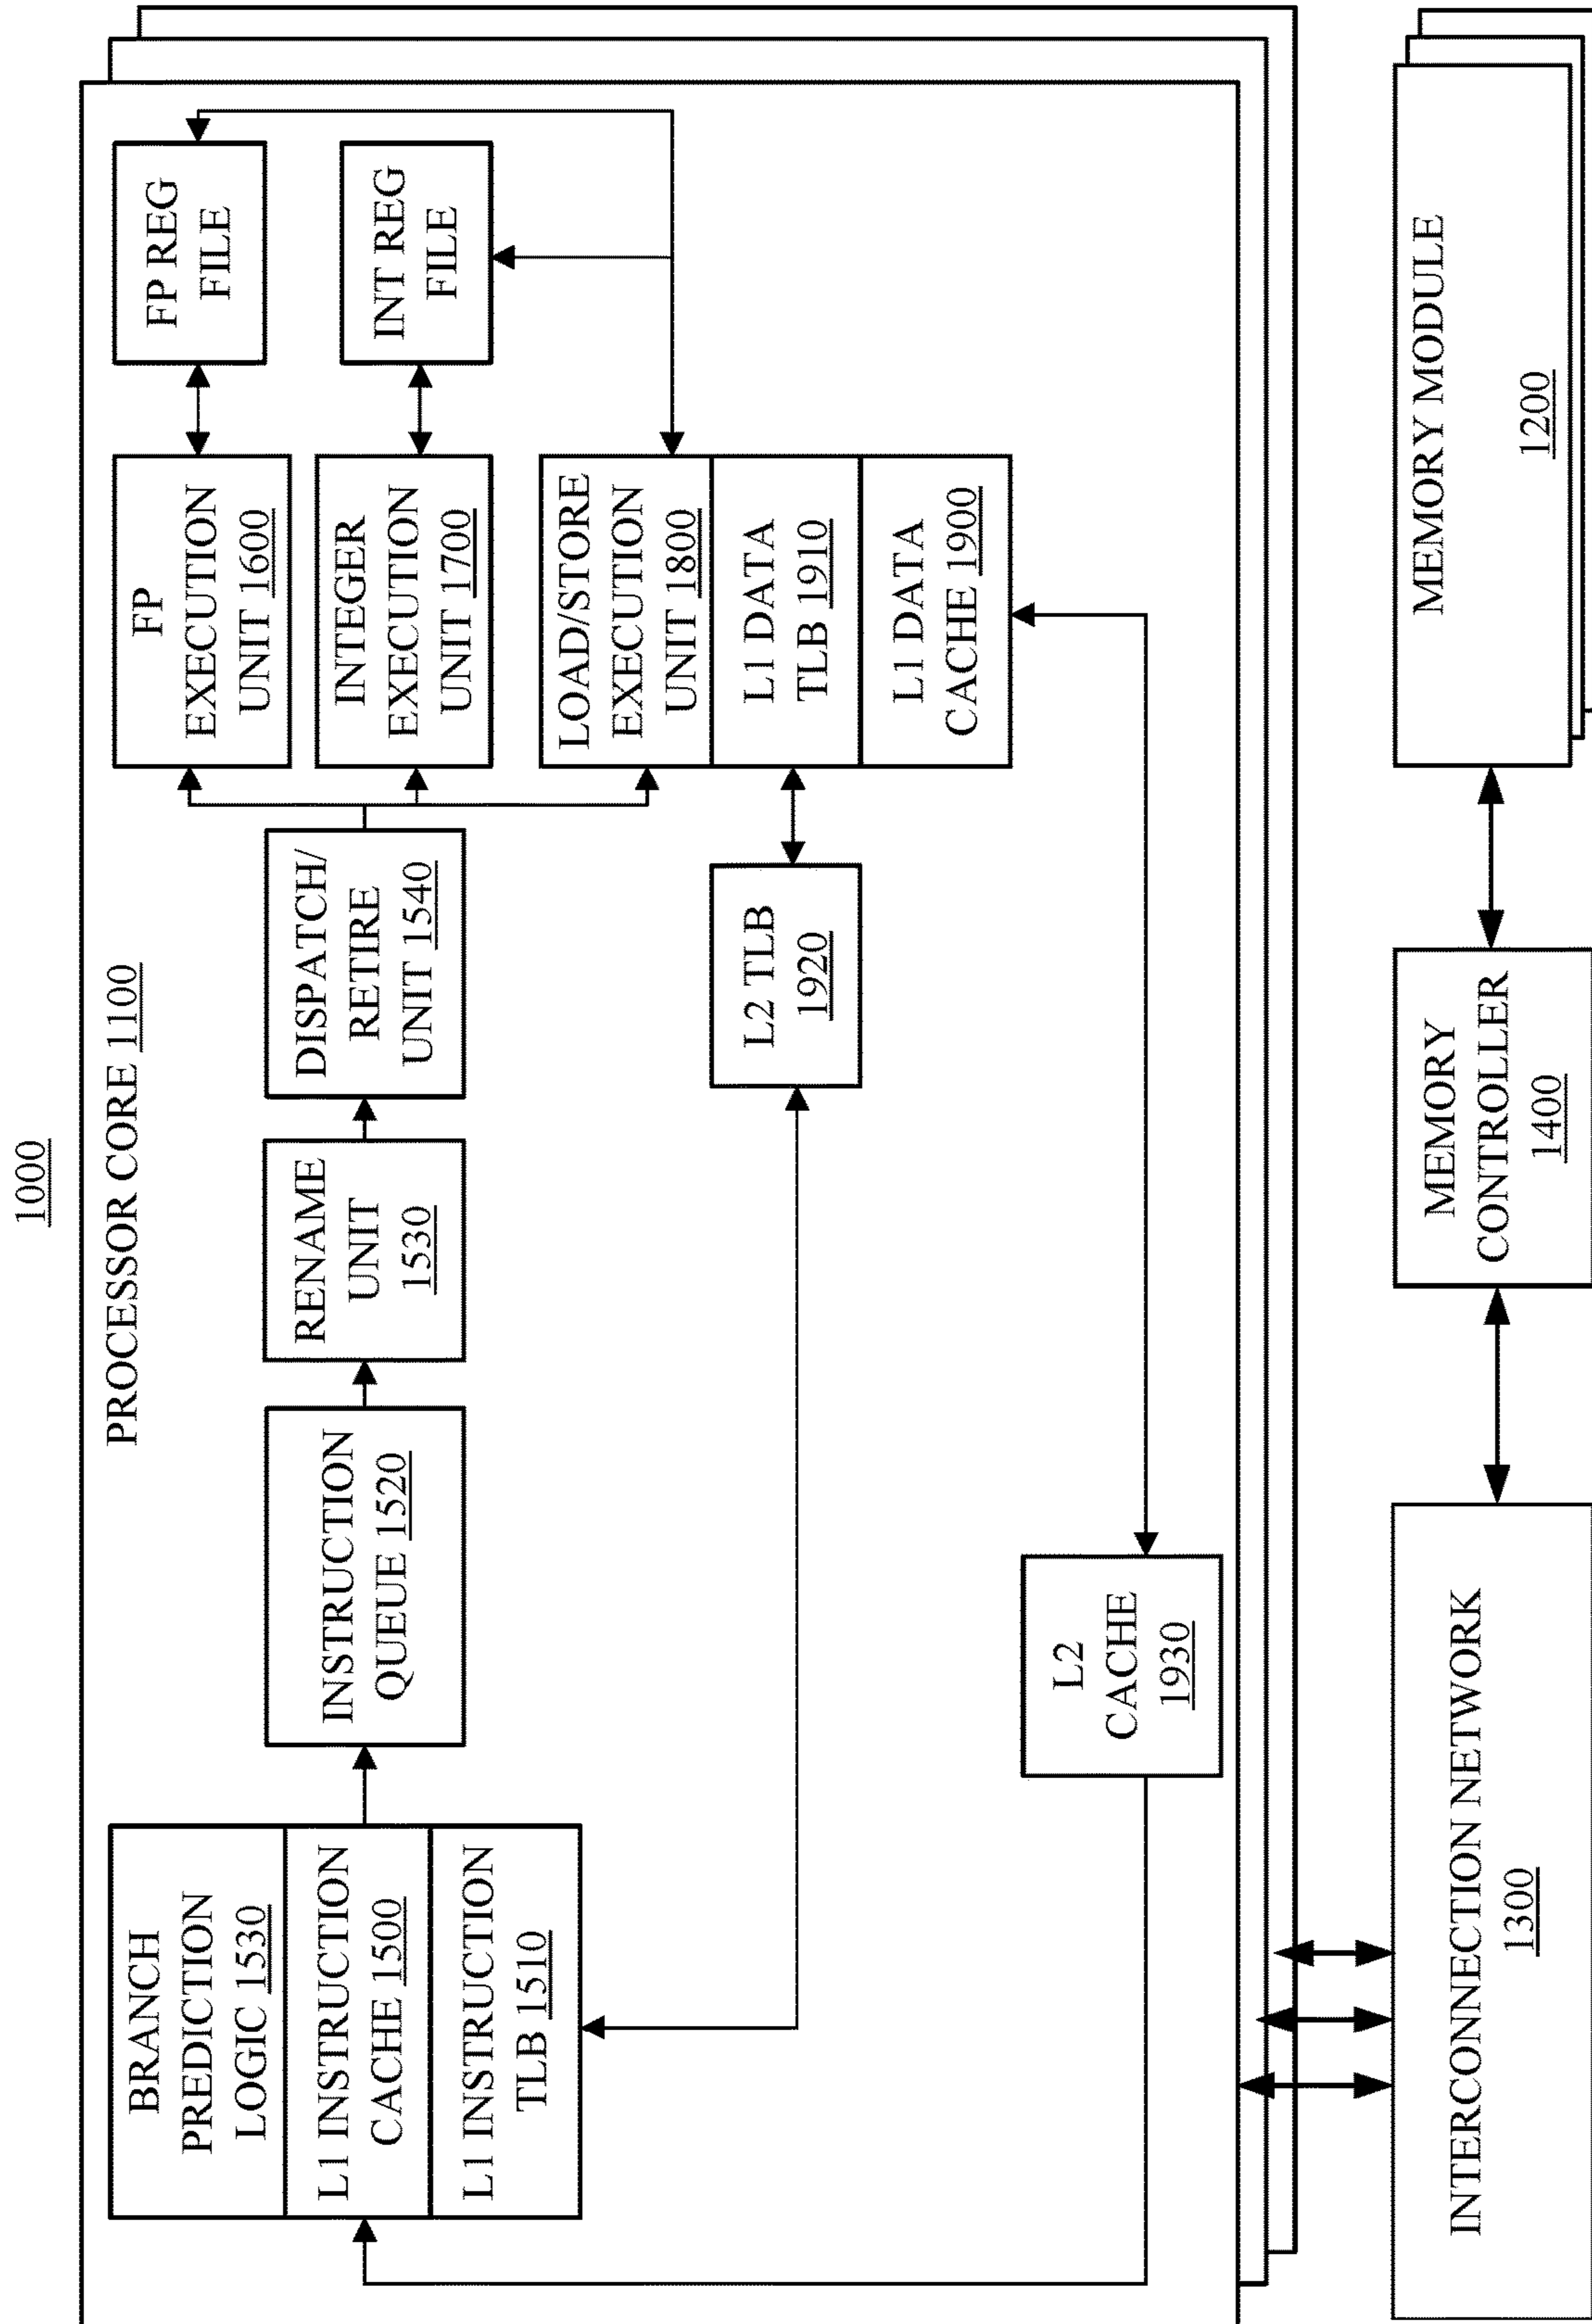 1000
PROCESSOR CORE 1100
BRANCH
PREDICTION
LOGIC 1530
L1 INSTRUCTION
CACHE 1500
L1 INSTRUCTION
TLB 1510
INSTRUCTION
QUEUE 1520
RENAME
UNIT
1530
DISPATCH/
RETIRE
UNIT 1540
FP
EXECUTION
UNIT 1600
FP REG
FILE
INTEGER
EXECUTION
UNIT 1700
INT REG
FILE
LOAD/STORE
EXECUTION
UNIT 1800
L1 DATA
TLB 1910
L1 DATA
CACHE 1900
L2 TLB
1920
L2
CACHE
1930
INTERCONNECTION NETWORK
1300
MEMORY
CONTROLLER
1400
MEMORY MODULE
1200